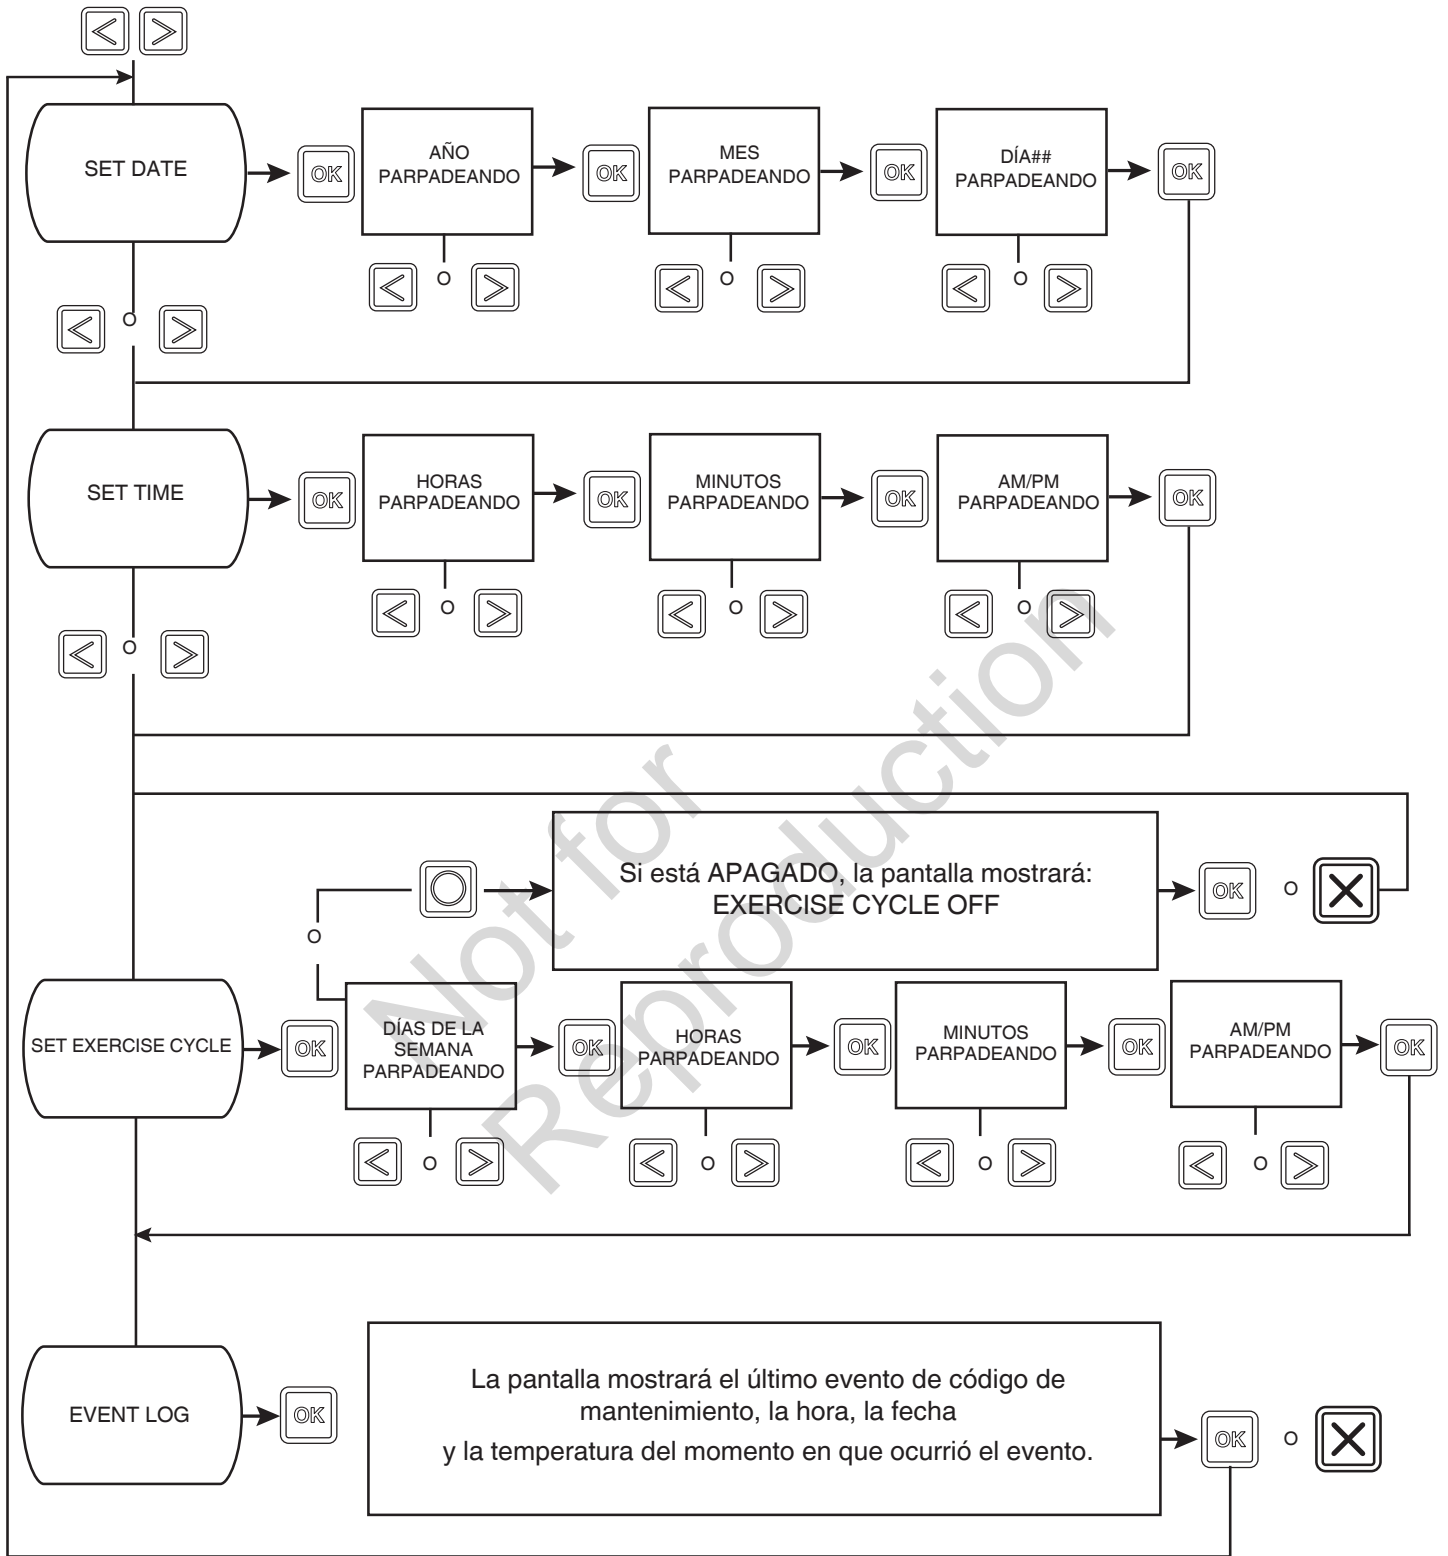 SET DATE
OK
AÑO
PARPADEANDO
OK
MES
PARPADEANDO
OK
DÍA##
PARPADEANDO
OK
O
O
O
O
SET TIME
OK
HORAS
PARPADEANDO
OK
MINUTOS
PARPADEANDO
OK
AM/PM
PARPADEANDO
OK
O
O
O
O
Si está APAGADO, la pantalla mostrará:
EXERCISE CYCLE OFF
OK
O
O
SET EXERCISE CYCLE
OK
DÍAS DE LA
SEMANA
PARPADEANDO
OK
HORAS
PARPADEANDO
OK
MINUTOS
PARPADEANDO
OK
AM/PM
PARPADEANDO
OK
O
O
O
O
EVENT LOG
OK
La pantalla mostrará el último evento de código de
mantenimiento, la hora, la fecha
y la temperatura del momento en que ocurrió el evento.
OK
O
Not for
Reproduction